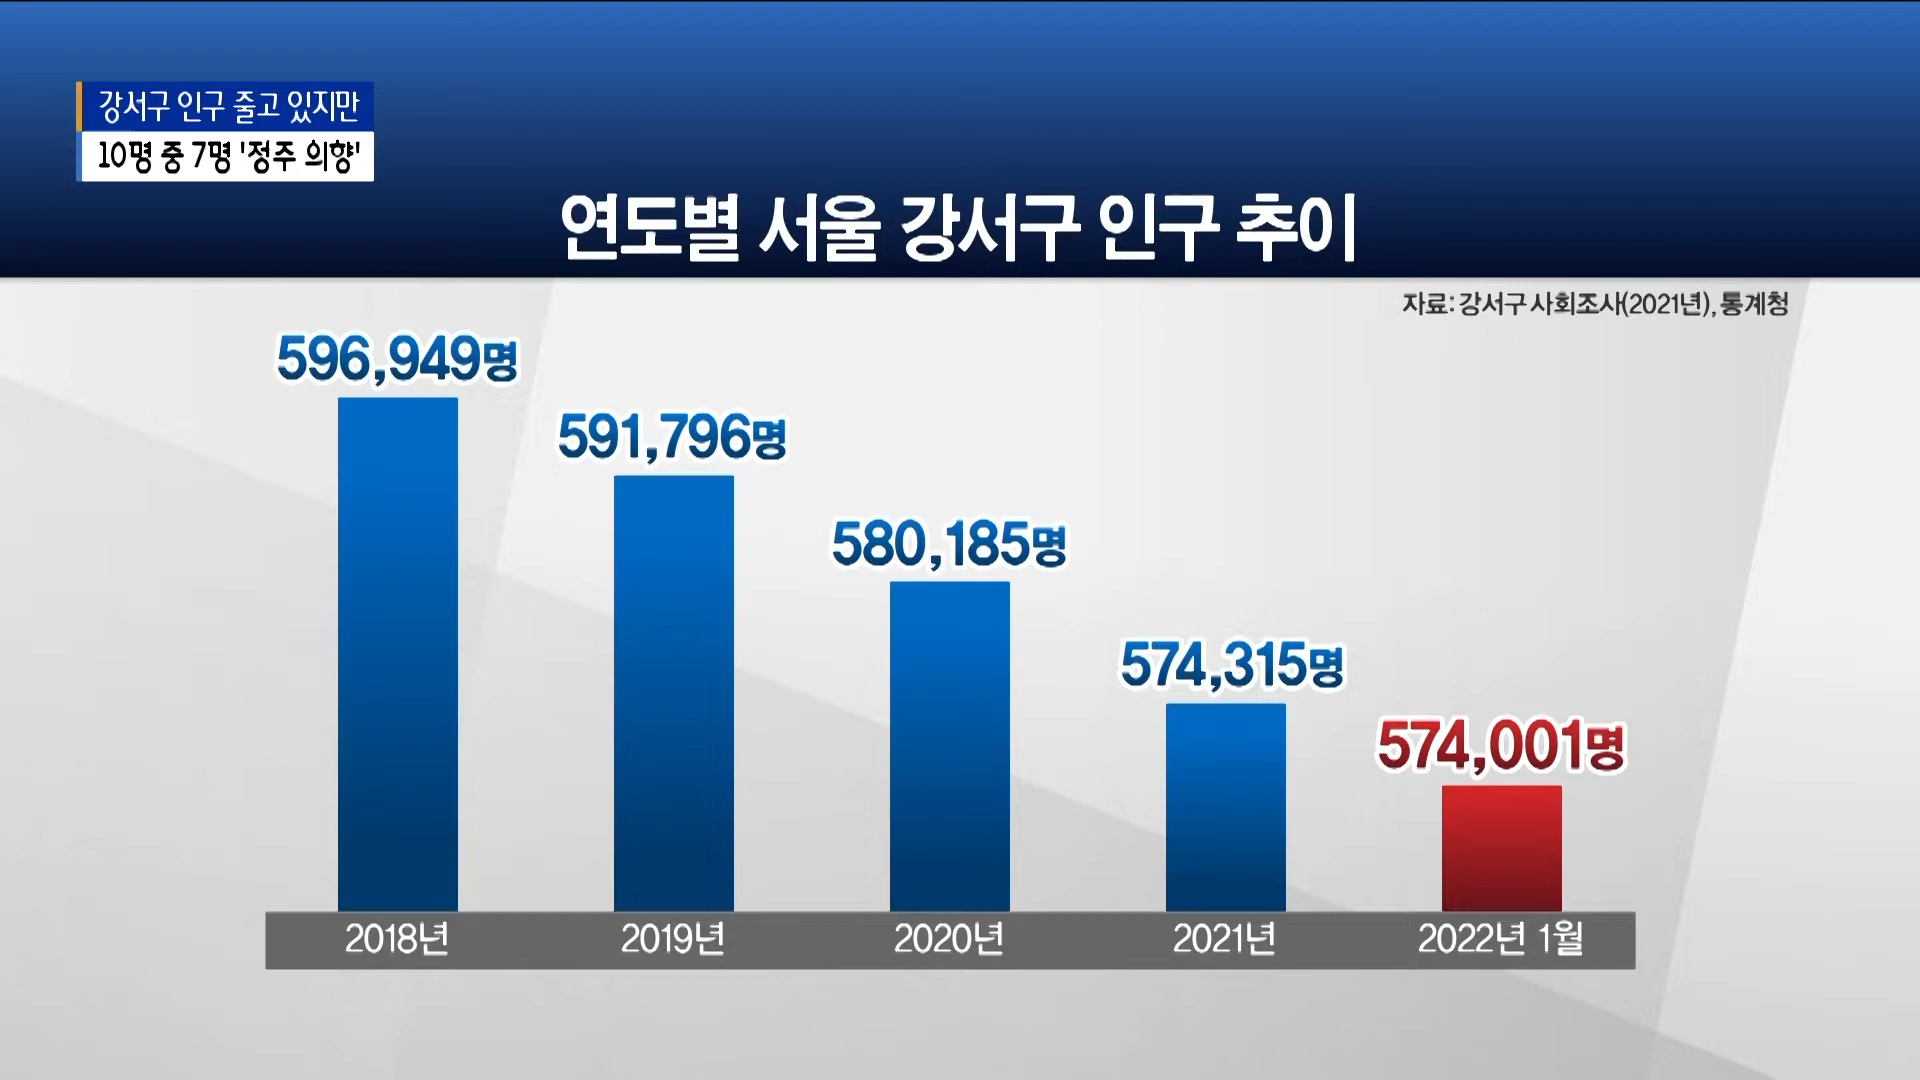 강서구 인구 줄고 있지만
10명 중 7명 '정주 의향'
연도별 서울 강서구 인구 추이
자료: 강서구 사회조사(2021년), 통계청
596,949명
591,796명
580,185명
574,315명
574,001명
2018년
2019년
2020년
2021년
2022년 1월